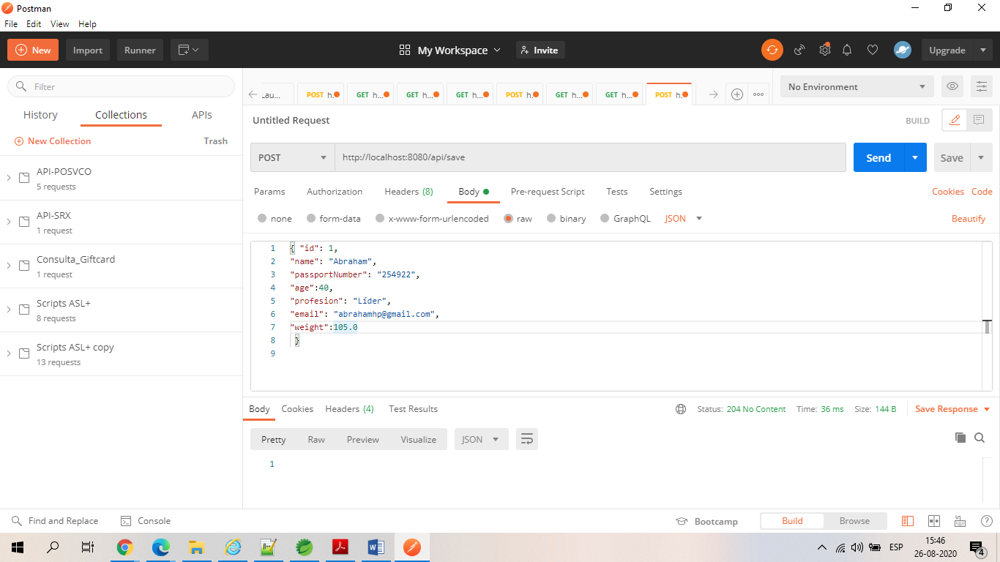 Postman
File Edit View Help
New Import Runner My Workspace Invite Upgrade
Filter
History Collections APIs
New Collection Trash
API-POSVCO
5 requests
API-SRX
1 request
Consulta_Giftcard
1 request
Scripts ASL+
8 requests
Scripts ASL+ copy
13 requests
Lau... POST h. GET h... GET h... GET h... POST h. GET h... GET h... POST h. No Environment
Untitled Request BUILD
POST http://localhost:8080/api/save Send Save
Params Authorization Headers (8) Body Pre-request Script Tests Settings Cookies Code
none form-data x-www-form-urlencoded raw binary GraphQL JSON Beautify
1 { "id": 1,
2 "name": "Abraham",
3 "passportNumber": "254922",
4 "age":40,
5 "profesion": "Líder",
6 "email": "abrahamhp@gmail.com",
7 "weight":105.0
8 }
9
Body Cookies Headers (4) Test Results Status: 204 No Content Time: 36 ms Size: 144 B Save Response
Pretty Raw Preview Visualize JSON
1
Find and Replace Console Bootcamp Build Browse
ESP 15:46
26-08-2020 4